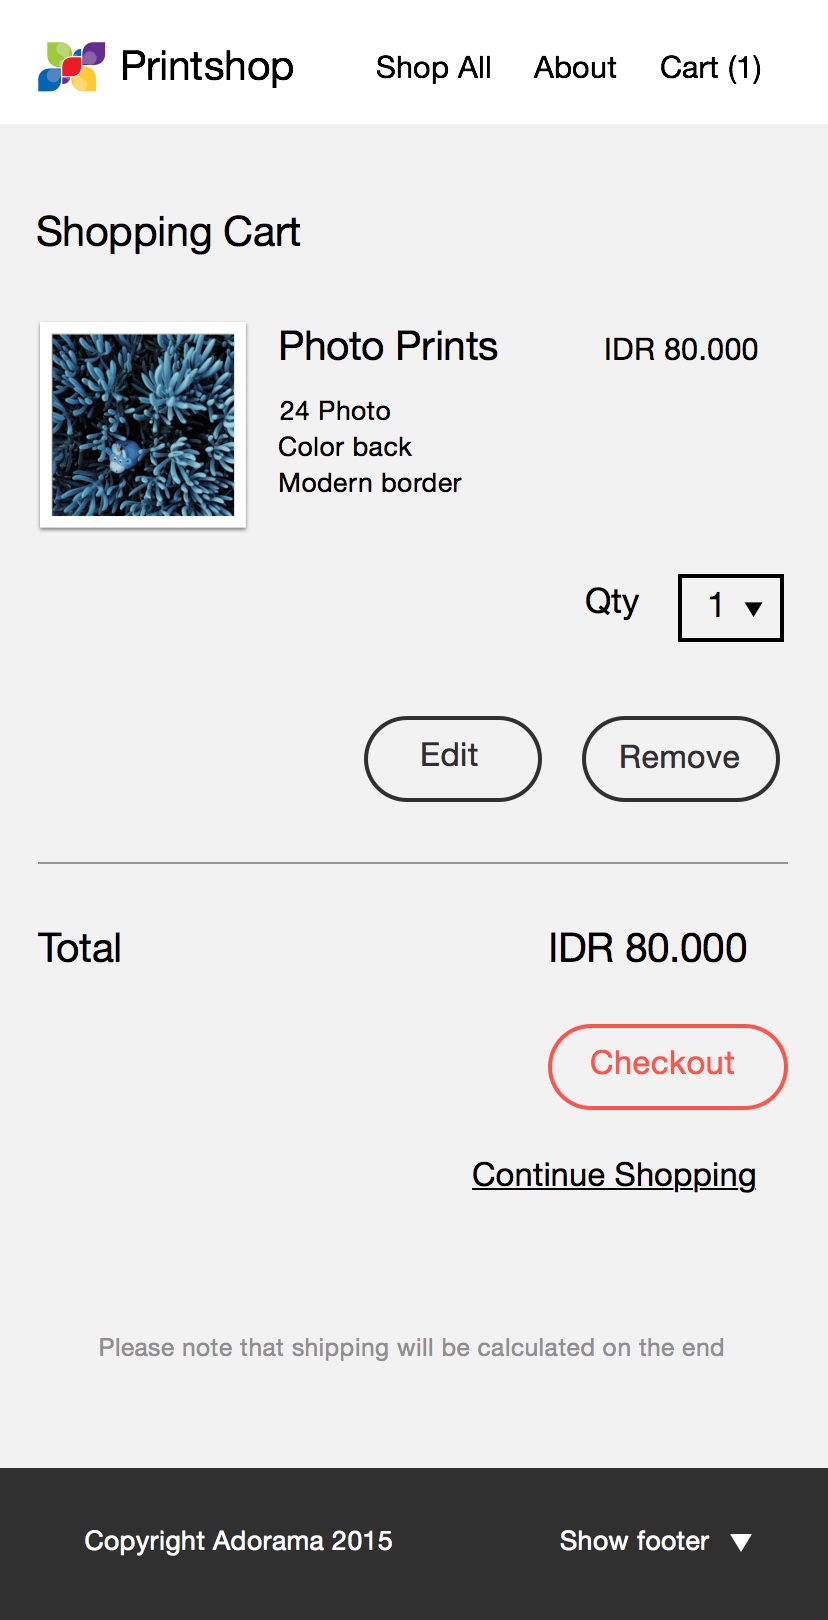 Printshop Shop All About Cart (1)
Shopping Cart
Photo Prints IDR 80.000
24 Photo
Color back
Modern border
Qty 1
Edit Remove
Total IDR 80.000
Checkout
Continue Shopping
Please note that shipping will be calculated on the end
Copyright Adorama 2015 Show footer